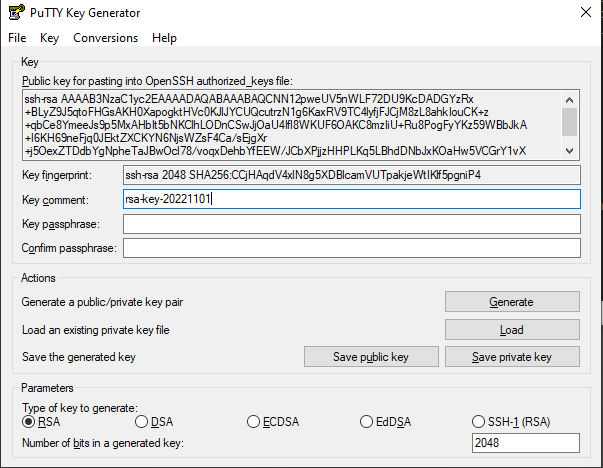 PuTTY Key Generator
File Key Conversions Help
Key
Public key for pasting into OpenSSH authorized_keys file:
ssh-rsa AAAAB3NzaC1yc2EAAAADAQABAAABAQCNN12pweUV5nWLF72DU9KcDADGYzRx
+BLyZ9J5qtoFHGsAKH0XapogktHVc0KJlJYCUQcutrzN1g6KaxRV9TC4lyfjFJCjM8zL8ahkIouCK+z
+qbCe8YmeeJs9p5MxAHbIt5bNKClhLODnCSwJjOaU4lfI8WKUF6OAKC8mzIiU+Ru8PogFyYKz59WBbJkA
+I6KH69neFjq0JEktZXCKYN6NjsWZsF4Ca/sEjgXr
+j5OexZTDdbYgNpheTaJBwOcl78/voqxDehbYfEEW/JCbXPjjzHHPLKq5LBhdDNbJxKOaHw5VCGrY1vX
Key fingerprint: ssh-rsa 2048 SHA256:CCjHAqdV4xlN8g5XDBlcamVUTpakjeWtIKlf5pgniP4
Key comment: rsa-key-20221101
Key passphrase:
Confirm passphrase:
Actions
Generate a public/private key pair Generate
Load an existing private key file Load
Save the generated key Save public key Save private key
Parameters
Type of key to generate:
RSA DSA ECDSA EdDSA SSH-1 (RSA)
Number of bits in a generated key: 2048